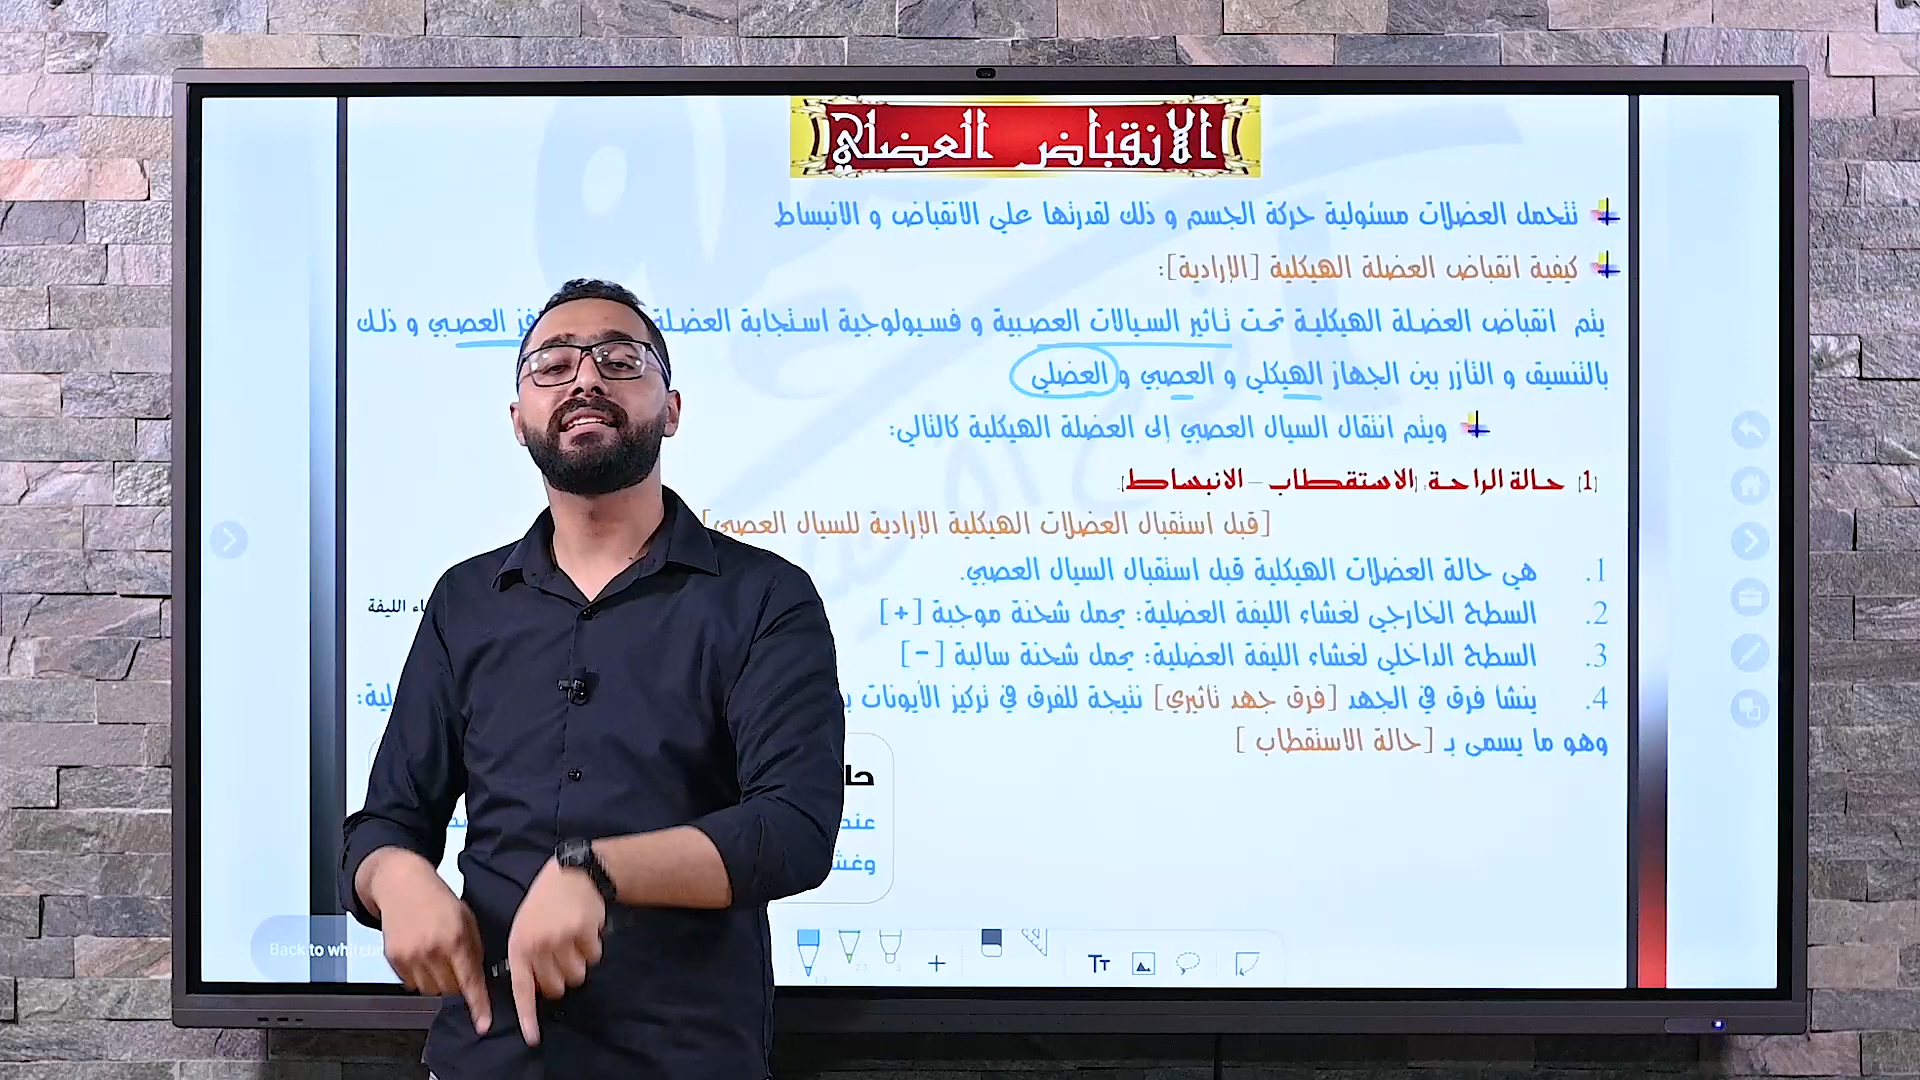 الانقباض العضلي
تتحمل العضلات مسئولية حركة الجسم و ذلك لقدرتها علي الانقباض و الانبساط
كيفية انقباض العضلة الهيكلية [الإرادية]:
يتم انقباض العضلة الهيكلية تحت تأثير السيالات العصبية و فسيولوجية استجابة العضلة العصبي و ذلك
بالتنسيق و التآزر بين الجهاز الهيكلي و العصبي و العضلي
ويتم انتقال السيال العصبي إلى العضلة الهيكلية كالتالي:
[1] حالة الراحة [الاستقطاب – الانبساط].
[قبل استقبال العضلات الهيكلية الإرادية للسيال العصبي]
1. هي حالة العضلات الهيكلية قبل استقبال السيال العصبي.
2. السطح الخارجي لغشاء الليفة العضلية: يحمل شحنة موجبة [+]
الليفة
3. السطح الداخلي لغشاء الليفة العضلية: يحمل شحنة سالبة [-]
4. ينشأ فرق في الجهد [فرق جهد تأثيري] نتيجة للفرق في تركيز الأيونات
وهو ما يسمى بـ [حالة الاستقطاب ]
Back to
Tт